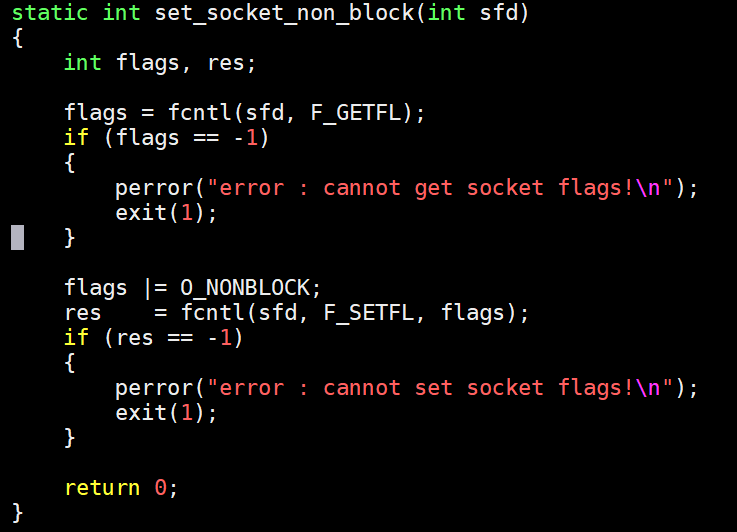 static int set_socket_non_block(int sfd)
{
    int flags, res;

    flags = fcntl(sfd, F_GETFL);
    if (flags == -1)
    {
        perror("error : cannot get socket flags!\n");
        exit(1);
    }

    flags |= O_NONBLOCK;
    res    = fcntl(sfd, F_SETFL, flags);
    if (res == -1)
    {
        perror("error : cannot set socket flags!\n");
        exit(1);
    }

    return 0;
}